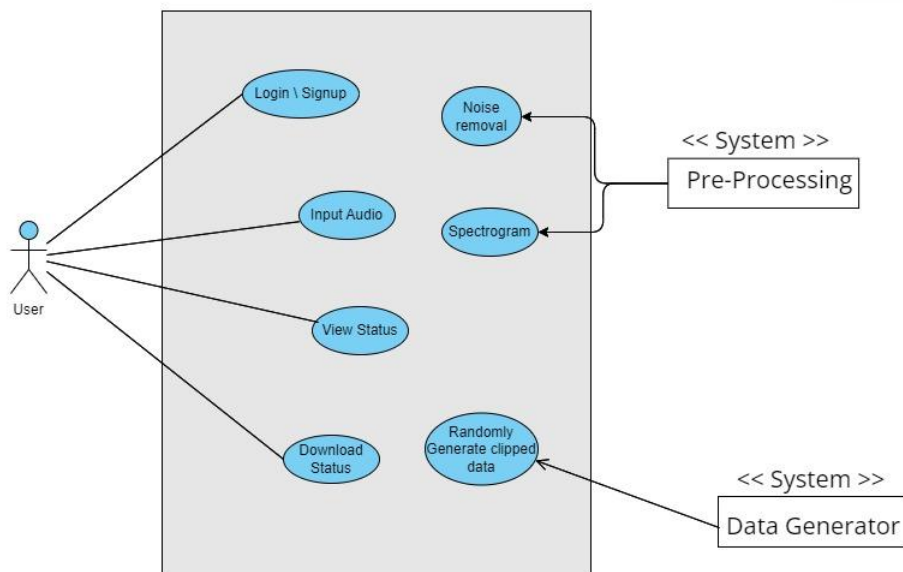 Login \ Signup
Noise
removal
<< System >>
Pre-Processing
Input Audio
Spectrogram
User
View Status
Download
Status
Randomly
Generate clipped
data
<< System >>
Data Generator